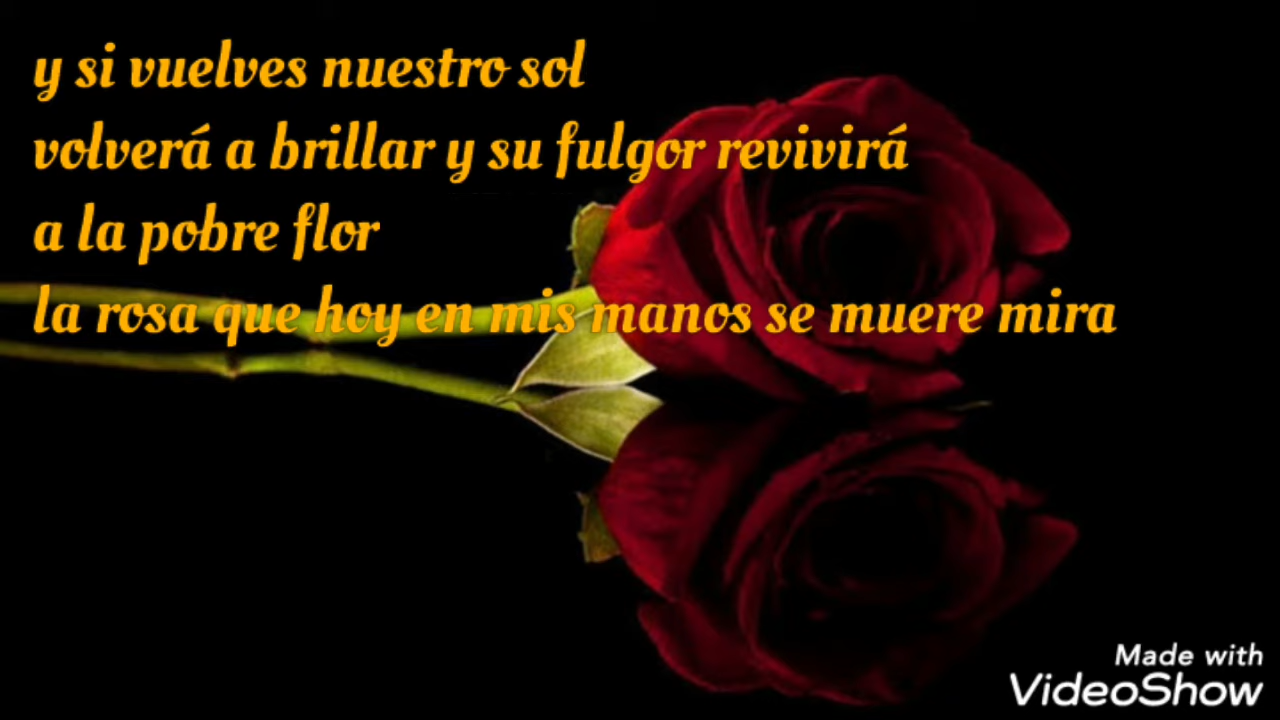 y si vuelves nuestro sol
volverá a brillar y su fulgor revivirá
a la pobre flor
la rosa que hoy en mis manos se muere mira
Made with
VideoShow